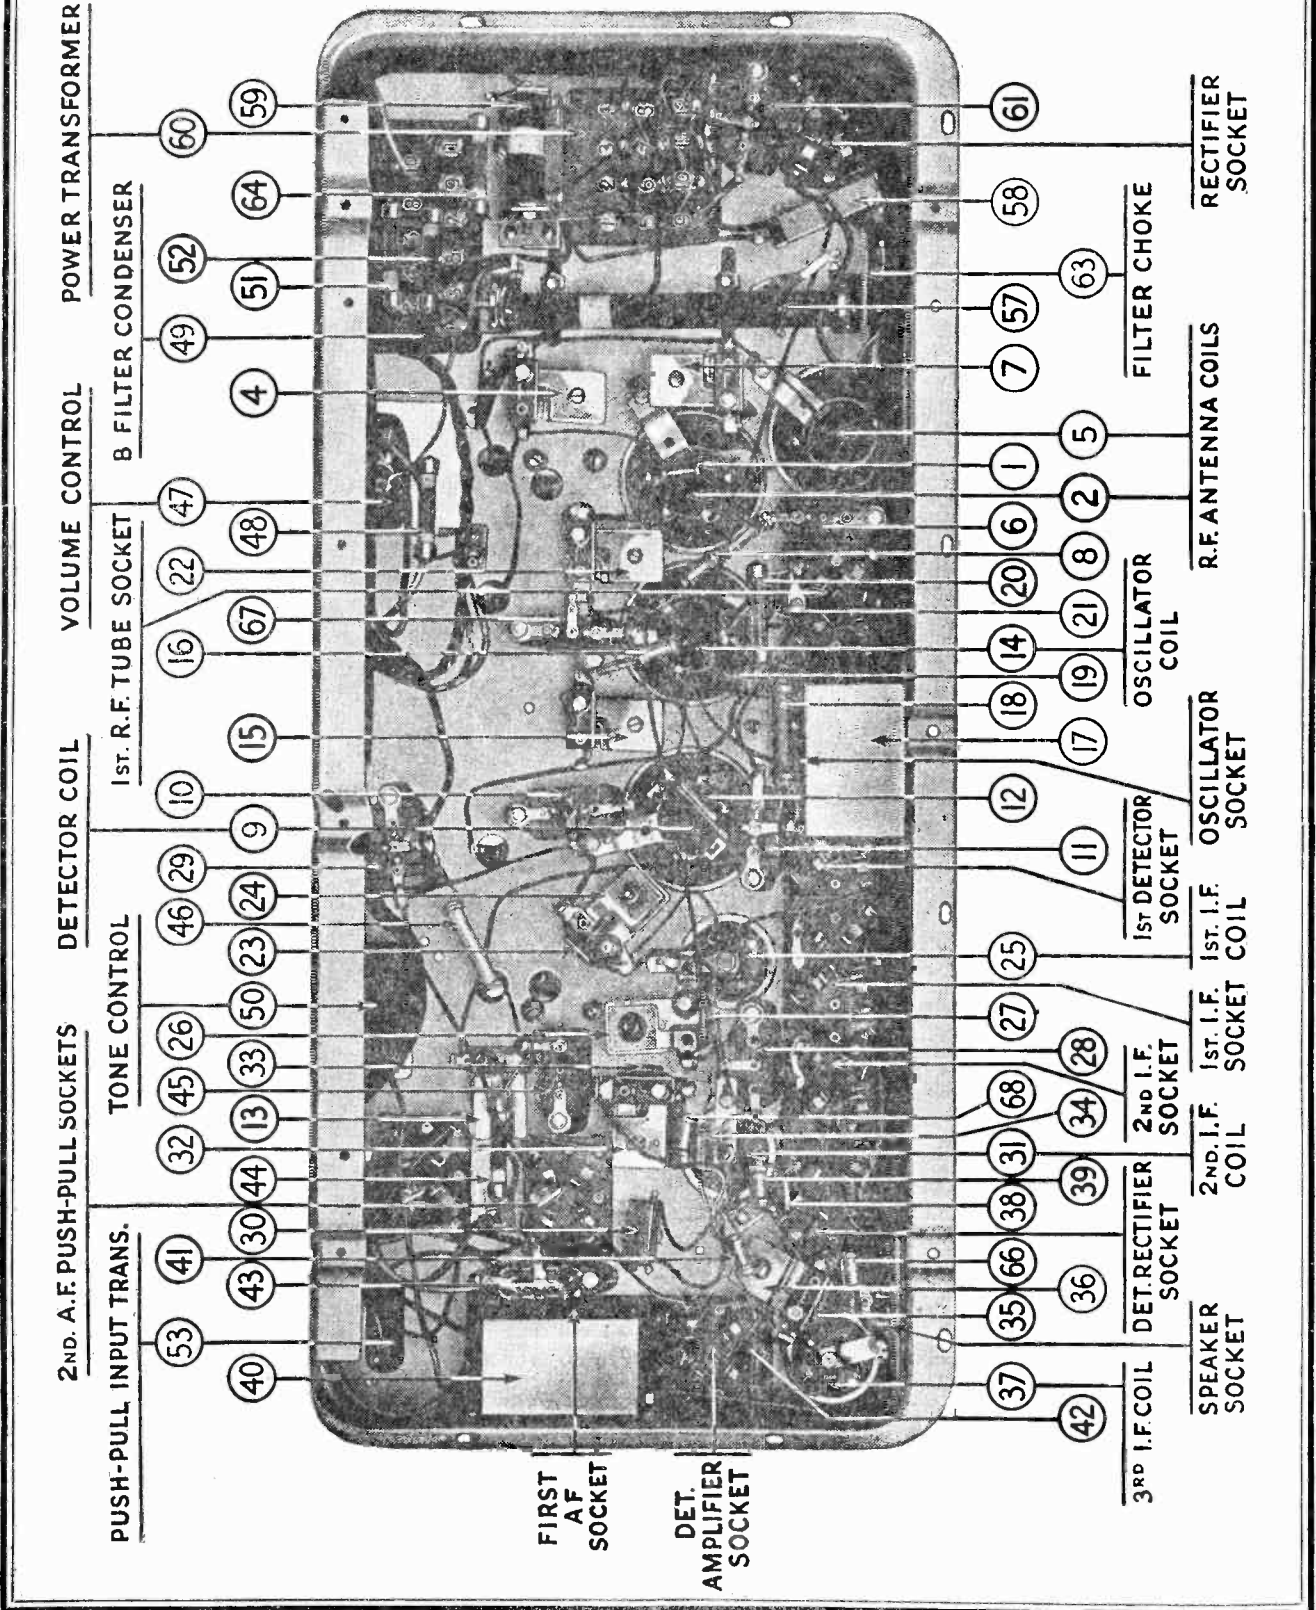 POWER TRANSFORMER
B FILTER CONDENSER
VOLUME CONTROL
1ST. R.F. TUBE SOCKET
DETECTOR COIL
TONE CONTROL
2ND. A.F. PUSH-PULL SOCKETS
PUSH-PULL INPUT TRANS.
53
41
32
45
26
46
29
10
16
22
47
49
52
60
40
43
30
44
13
33
50
23
24
9
15
67
48
4
51
64
59
FIRST
AF
SOCKET
DET.
AMPLIFIER
SOCKET
37
35
66
38
31
68
27
25
12
18
14
20
6
1
7
57
58
61
42
36
39
34
28
11
17
19
21
8
2
5
63
3RD I.F. COIL
SPEAKER
SOCKET
DET. RECTIFIER
SOCKET
2ND. I.F.
COIL
2ND I.F.
SOCKET
1ST. I.F.
SOCKET
1ST. I.F.
COIL
1ST DETECTOR
SOCKET
OSCILLATOR
SOCKET
OSCILLATOR
COIL
R.F. ANTENNA COILS
FILTER CHOKE
RECTIFIER
SOCKET